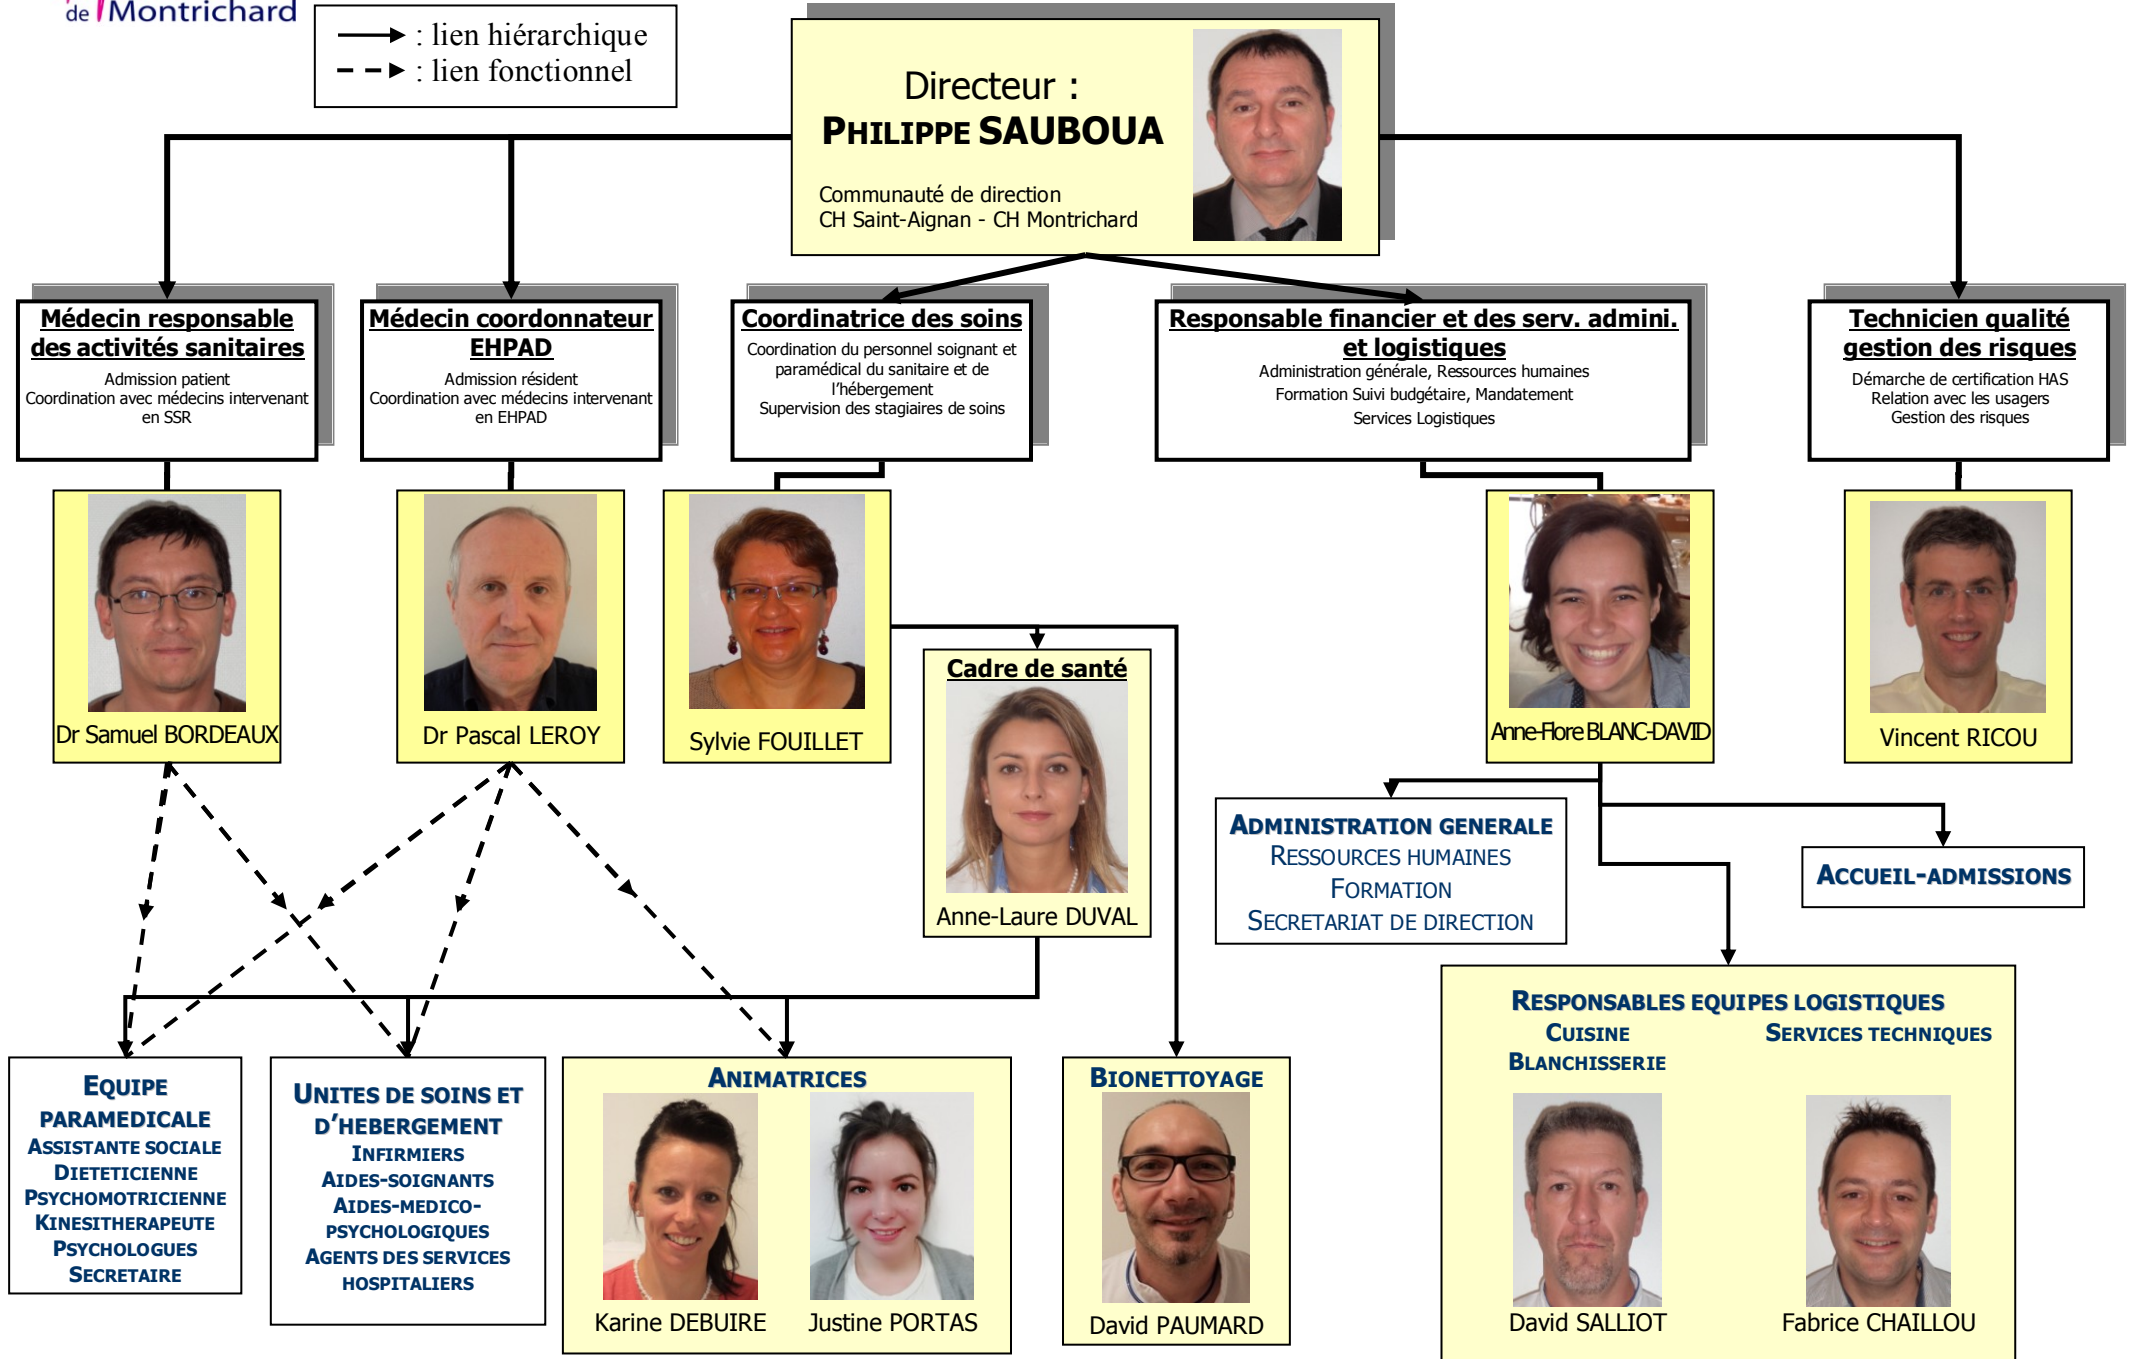 de Montrichard
: lien hiérarchique
: lien fonctionnel
Directeur :
PHILIPPE SAUBOUA
Communauté de direction
CH Saint-Aignan - CH Montrichard
Médecin responsable
des activités sanitaires
Admission patient
Coordination avec médecins intervenant
en SSR
Médecin coordonnateur
EHPAD
Admission résident
Coordination avec médecins intervenant
en EHPAD
Coordinatrice des soins
Coordination du personnel soignant et
paramédical du sanitaire et de
l’hébergement
Supervision des stagiaires de soins
Responsable financier et des serv. admini.
et logistiques
Administration générale, Ressources humaines
Formation Suivi budgétaire, Mandatement
Services Logistiques
Technicien qualité
gestion des risques
Démarche de certification HAS
Relation avec les usagers
Gestion des risques
Dr Samuel BORDEAUX
Dr Pascal LEROY
Sylvie FOUILLET
Anne-Flore BLANC-DAVID
Vincent RICOU
Cadre de santé
Anne-Laure DUVAL
ADMINISTRATION GENERALE
RESSOURCES HUMAINES
FORMATION
SECRETARIAT DE DIRECTION
ACCUEIL-ADMISSIONS
EQUIPE
PARAMEDICALE
ASSISTANTE SOCIALE
DIETETICIENNE
PSYCHOMOTRICIENNE
KINESITHERAPEUTE
PSYCHOLOGUES
SECRETAIRE
UNITES DE SOINS ET
D’HEBERGEMENT
INFIRMIERS
AIDES-SOIGNANTS
AIDES-MEDICO-
PSYCHOLOGIQUES
AGENTS DES SERVICES
HOSPITALIERS
ANIMATRICES
Karine DEBUIRE
Justine PORTAS
BIONETTOYAGE
David PAUMARD
RESPONSABLES EQUIPES LOGISTIQUES
CUISINE
BLANCHISSERIE
SERVICES TECHNIQUES
David SALLIOT
Fabrice CHAILLOU